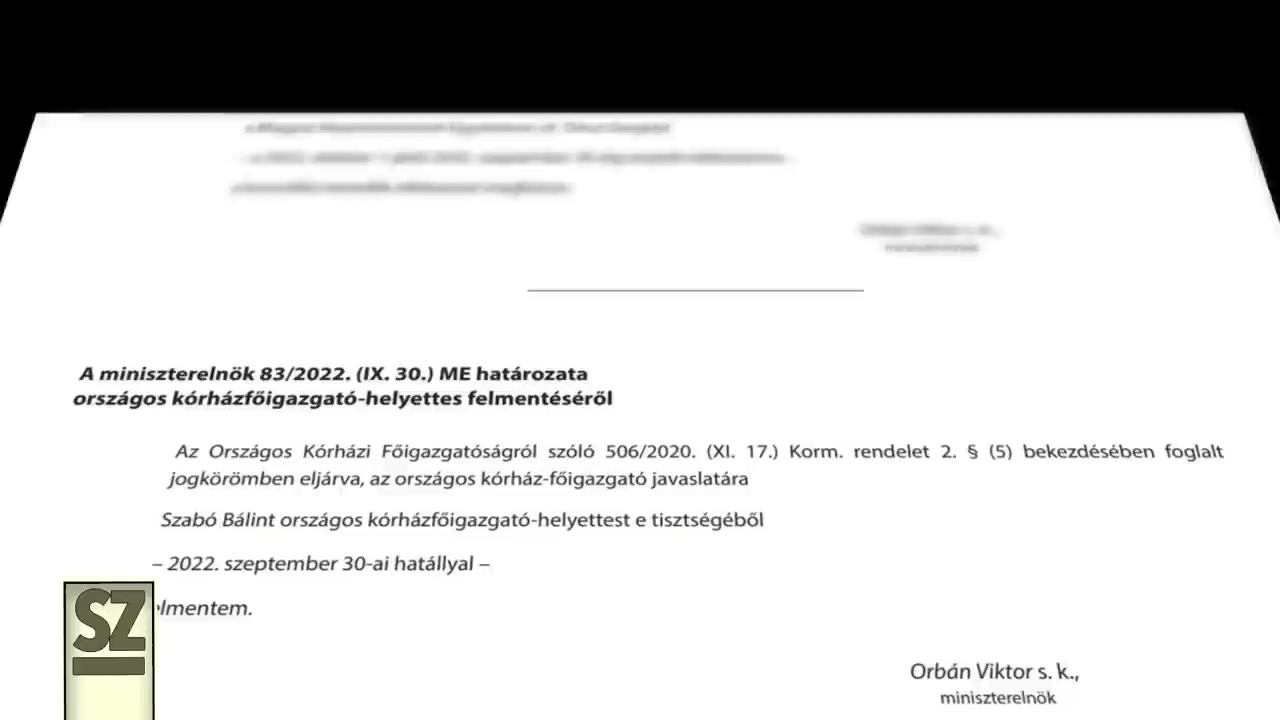 A miniszterelnök 83/2022. (IX. 30.) ME határozata
országos kórházfőigazgató-helyettes felmentéséről
Az Országos Kórházi Főigazgatóságról szóló 506/2020. (XI. 17.) Korm. rendelet 2. § (5) bekezdésében foglalt
jogkörömben eljárva, az országos kórház-főigazgató javaslatára
Szabó Bálint országos kórházfőigazgató-helyettest e tisztségéből
– 2022. szeptember 30-ai hatállyal –
elmentem.
SZ
Orbán Viktor s. k.,
miniszterelnök